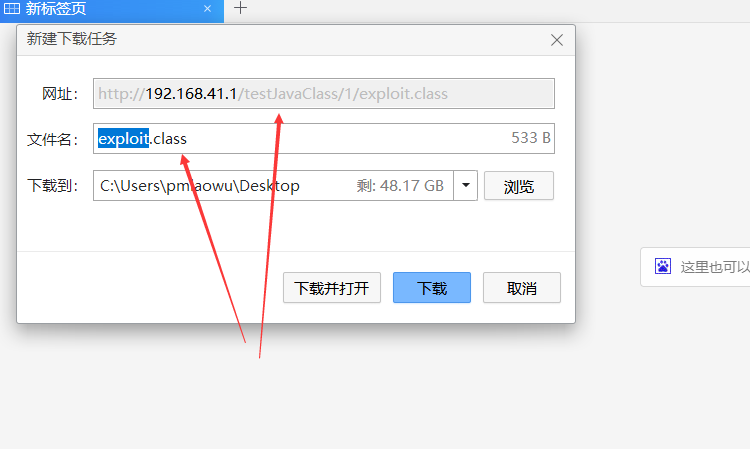 新标签页
新建下载任务
网址： http://192.168.41.1/testJavaClass/1/exploit.class
文件名： exploit.class 533 B
下载到： C:\Users\pmiaowu\Desktop 剩: 48.17 GB 浏览
下载并打开 下载 取消
这里也可以